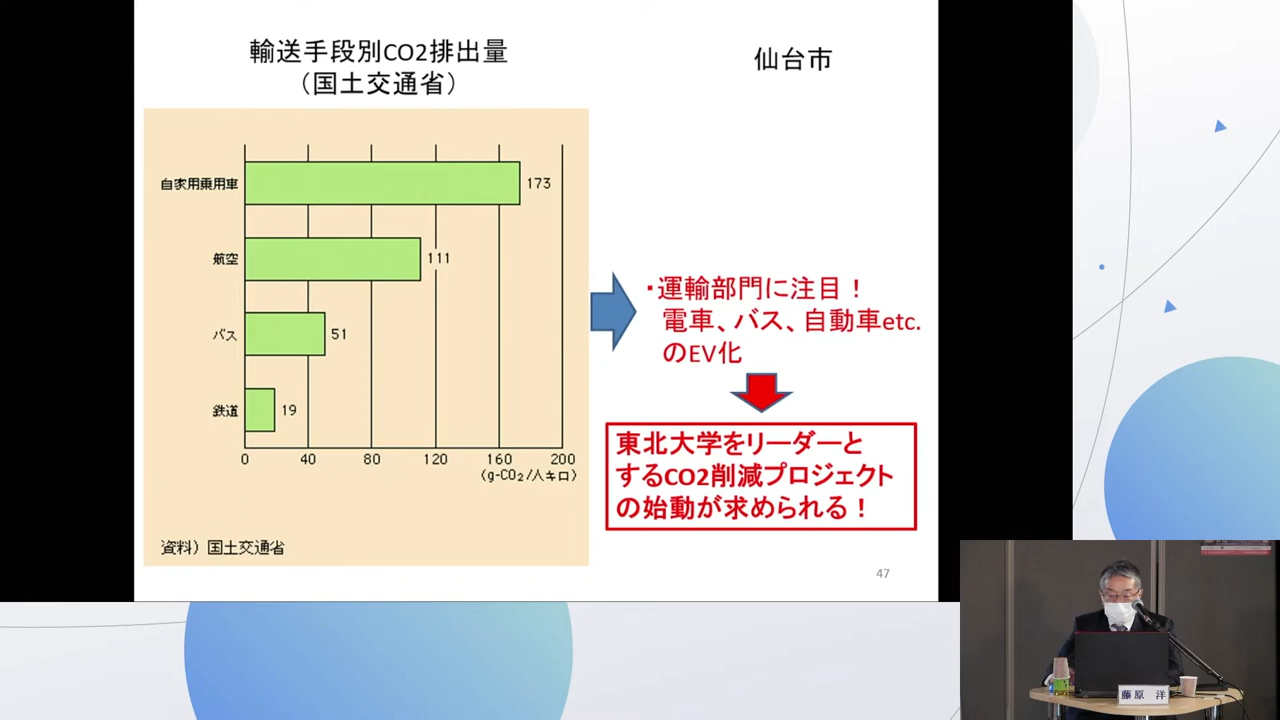 輸送手段別CO2排出量
（国土交通省）
仙台市
自家用乗用車
173
航空
111
バス
51
鉄道
19
0 40 80 120 160 200
(g-CO₂/人キロ)
資料）国土交通省
・運輸部門に注目！
電車、バス、自動車etc.
のEV化
東北大学をリーダーと
するCO2削減プロジェクト
の始動が求められる！
47
藤原 洋